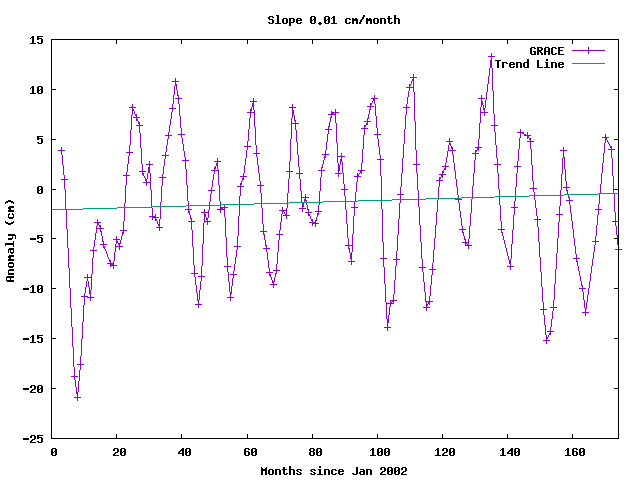 Slope 0.01 cm/month
15
10
5
0
-5
-10
-15
-20
-25
Anomaly (cm)
GRACE
Trend Line
0 20 40 60 80 100 120 140 160
Months since Jan 2002